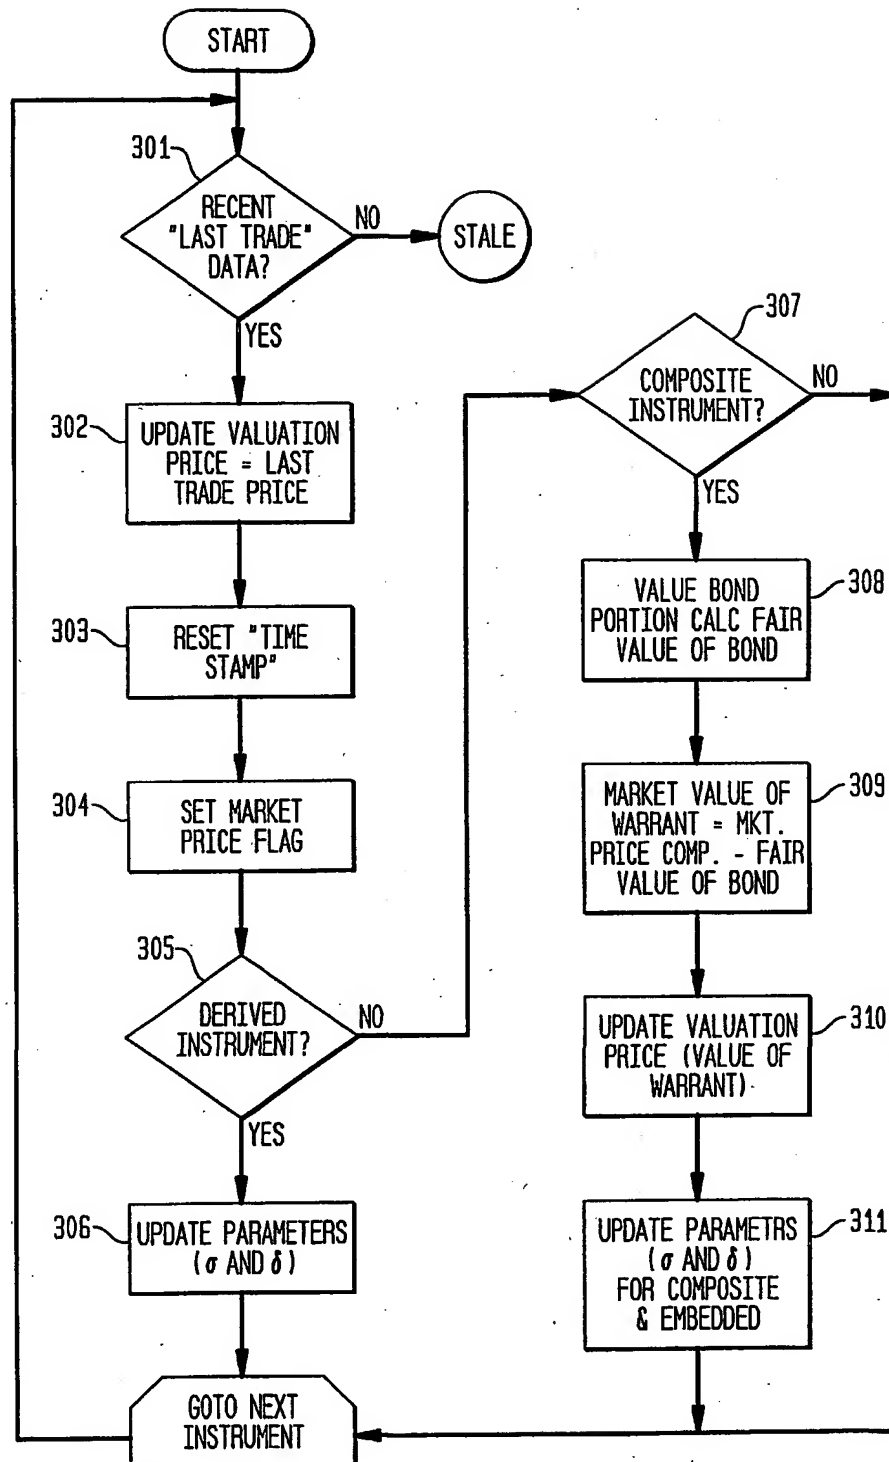 START
301
RECENT
"LAST TRADE"
DATA?
NO
STALE
YES
302
UPDATE VALUATION
PRICE = LAST
TRADE PRICE
303
RESET "TIME
STAMP"
304
SET MARKET
PRICE FLAG
305
DERIVED
INSTRUMENT?
NO
YES
306
UPDATE PARAMETERS
(σ AND δ)
GOTO NEXT
INSTRUMENT
307
COMPOSITE
INSTRUMENT?
NO
YES
308
VALUE BOND
PORTION CALC FAIR
VALUE OF BOND
309
MARKET VALUE OF
WARRANT = MKT.
PRICE COMP. - FAIR
VALUE OF BOND
310
UPDATE VALUATION
PRICE (VALUE OF
WARRANT)
311
UPDATE PARAMETRS
(σ AND δ)
FOR COMPOSITE
& EMBEDDED